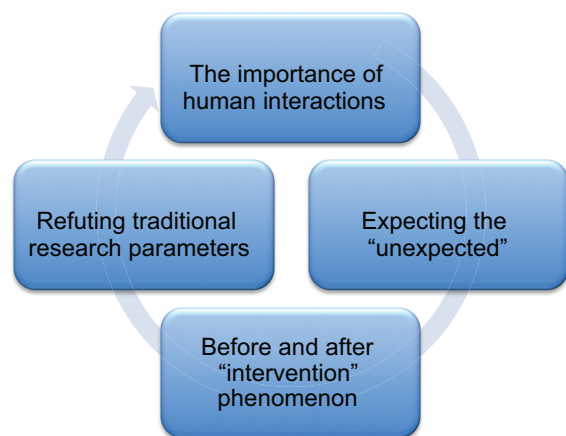 The importance of
human interactions
Refuting traditional
research parameters
Expecting the
“unexpected”
Before and after
“intervention”
phenomenon